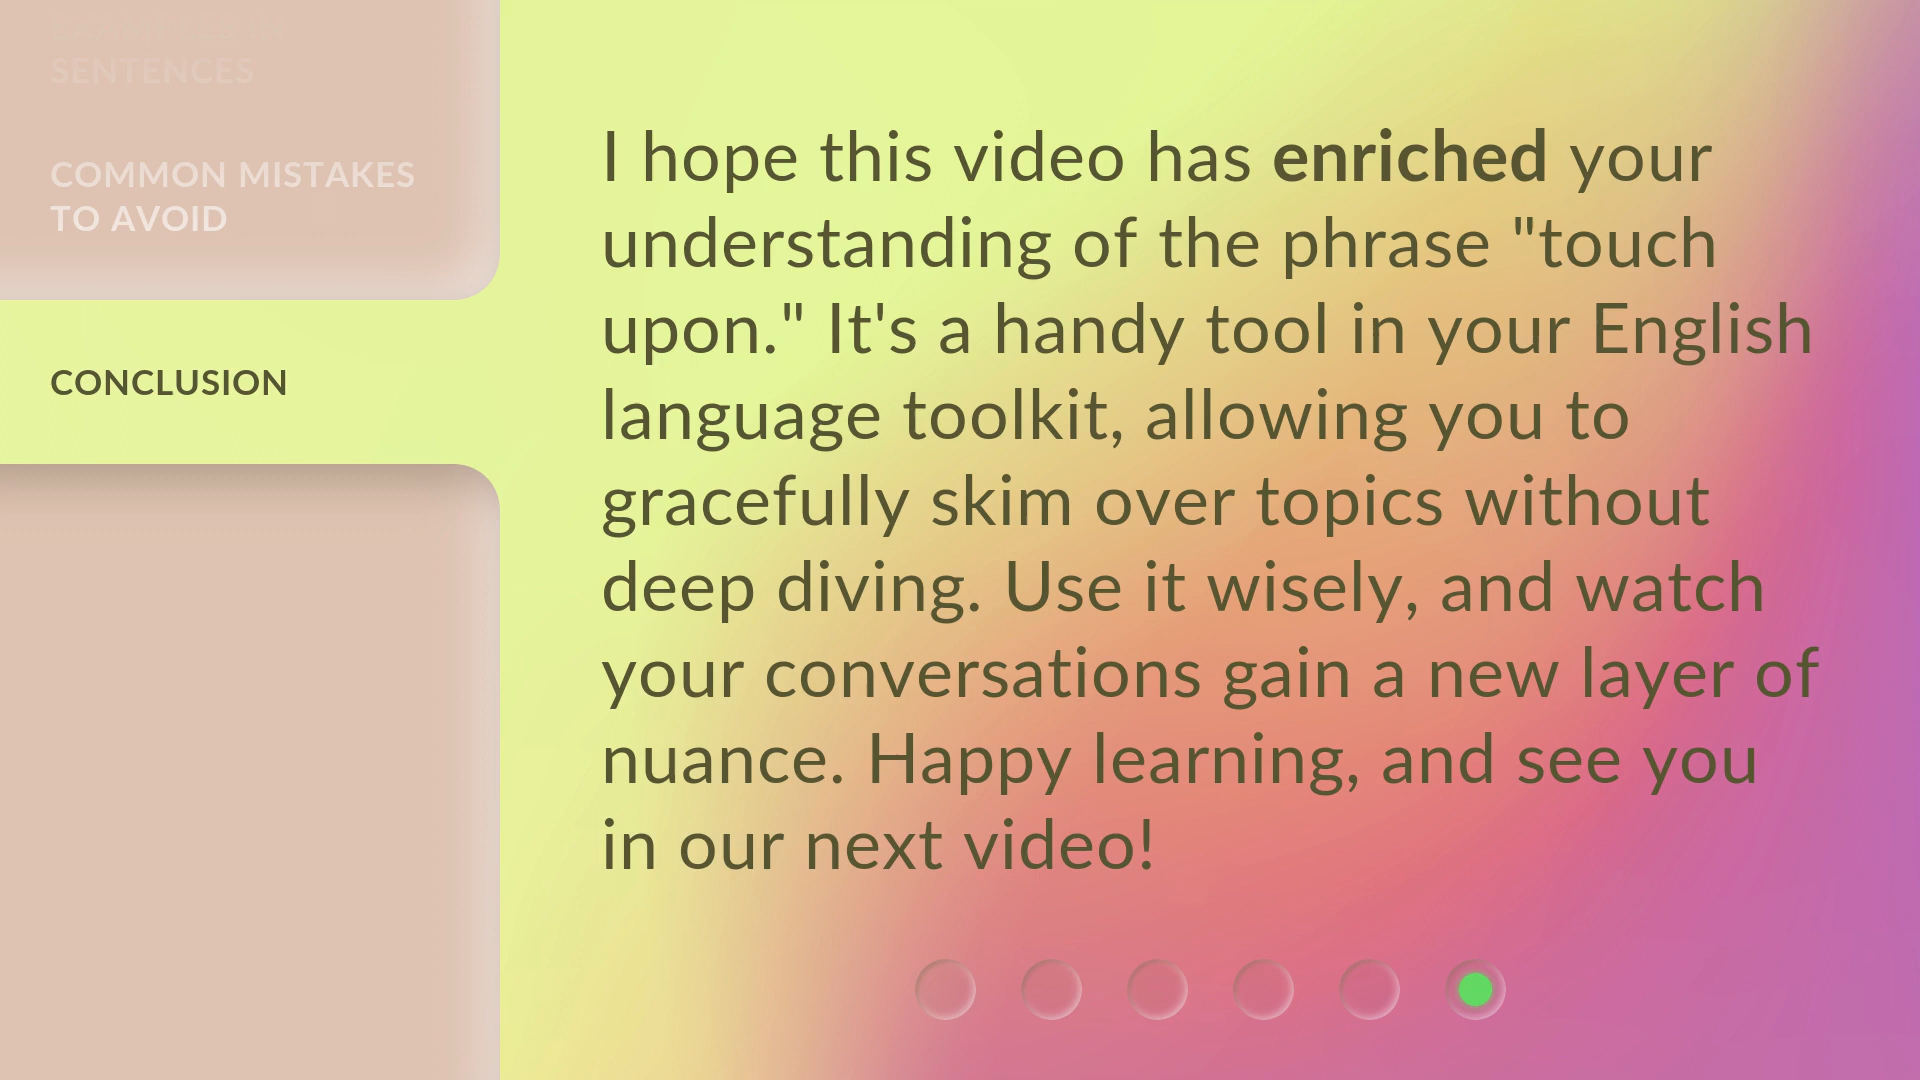 EXAMPLES IN
SENTENCES
COMMON MISTAKES
TO AVOID
CONCLUSION
I hope this video has enriched your
understanding of the phrase "touch
upon." It's a handy tool in your English
language toolkit, allowing you to
gracefully skim over topics without
deep diving. Use it wisely, and watch
your conversations gain a new layer of
nuance. Happy learning, and see you
in our next video!